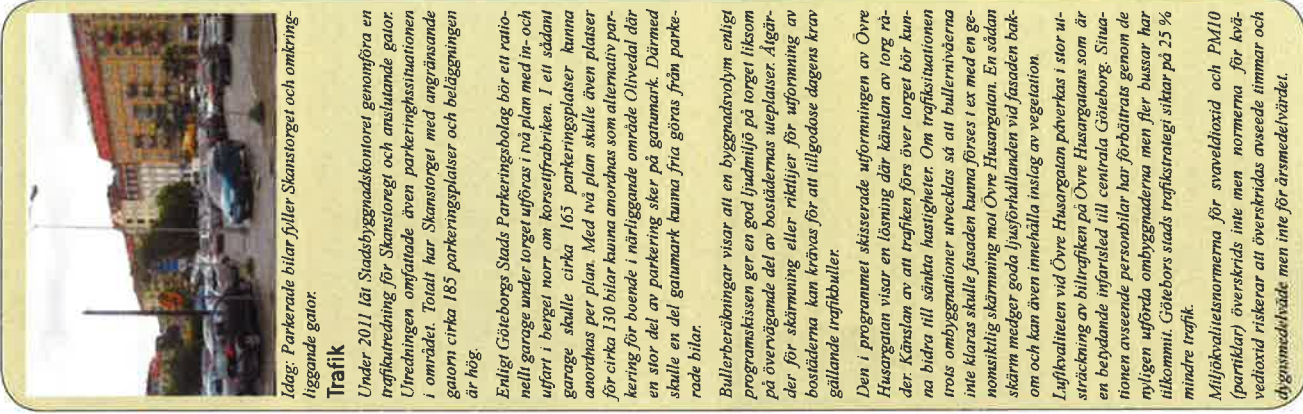 Idag: Parkerade bilar fyller Skanstorget och omkring-
liggande gator.
Trafik
Under 2011 lät Stadsbyggnadskontoret genomföra en
trafikutredning för Skanstoregt och anslutande gator.
Utredningen omfattade även parkeringhssituationen
i området. Totalt har Skanstorget med angränsande
gatorn cirka 165 parkeringsplatser och beläggningen
är hög.
Enligt Göteborgs Stads Parkeringsbolag bör ett ratio-
nellt garage under torget utföras i två plan med in- och
utfart i berget norr om korsettfabriken. I ett sådant
garage skulle cirka 165 parkeringsplatser kunna
anordnas per plan. Med två plan skulle även platser
för cirka 130 bilar kunna anordnas som alternativ par-
kering för boende i närliggande område Olivedal där
en stor del av parkering sker på gatumark. Därmed
skulle en del gatumark kunna fria göras från parke-
rade bilar.
Bullerberäkningar visar att en byggnadsvolym enligt
programskissen ger en god ljudmiljö på torget liksom
på övervägande del av bostädernas uteplatser. Åtgär-
der för skärmning eller riktlijer för utformning av
bostäderna kan krävas för att tillgodose dagens krav
gällande trafikbuller.
Den i programmet skisserade utformningen av Övre
Husargatan visar en lösning där känslan av torg rå-
der. Känslan av att trafiken förs över torget bör kun-
na bidra till sänkta hastigheter. Om trafiksituationen
trots ombyggnationer utvecklas så att bullernivåerna
inte klaras skulle fasaden kunna förses t ex med en ge-
nomsiktlig skärmning mot Övre Husargatan. En sådan
skärm medger goda ljusförhållanden vid fasaden bak-
om och kan även innehålla inslag av vegetation.
Luftkvaliteten vid Övre Husargatan påverkas i stor ut-
sträckning av biltrafiken på Övre Husargatans som är
en betydande infartsled till centrala Göteborg. Situa-
tionen avseende personbilar har förbättrats genom de
nyligen utförda ombyggnaderna men fler bussar har
tilkommit. Götebors stads trafikstrategi siktar på 25 %
mindre trafik.
Miljökvalitetsnormerna för svaveldioxid och PM10
(partiklar) överskrids inte men normerna för kvä-
vedioxid riskerar att överskridas avseede timmar och
dygnsmedelvärde men inte för årsmedelvärdet.